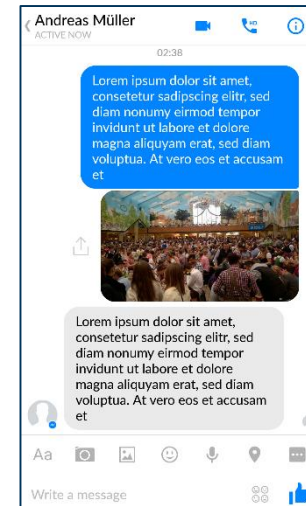 Andreas Müller
ACTIVE NOW
HD
02:38
Lorem ipsum dolor sit amet,
consetetur sadipscing elitr, sed
diam nonumy eirmod tempor
invidunt ut labore et dolore
magna aliquyam erat, sed diam
voluptua. At vero eos et accusam
et
Lorem ipsum dolor sit amet,
consetetur sadipscing elitr, sed
diam nonumy eirmod tempor
invidunt ut labore et dolore
magna aliquyam erat, sed diam
voluptua. At vero eos et accusam
et
Aa
Write a message